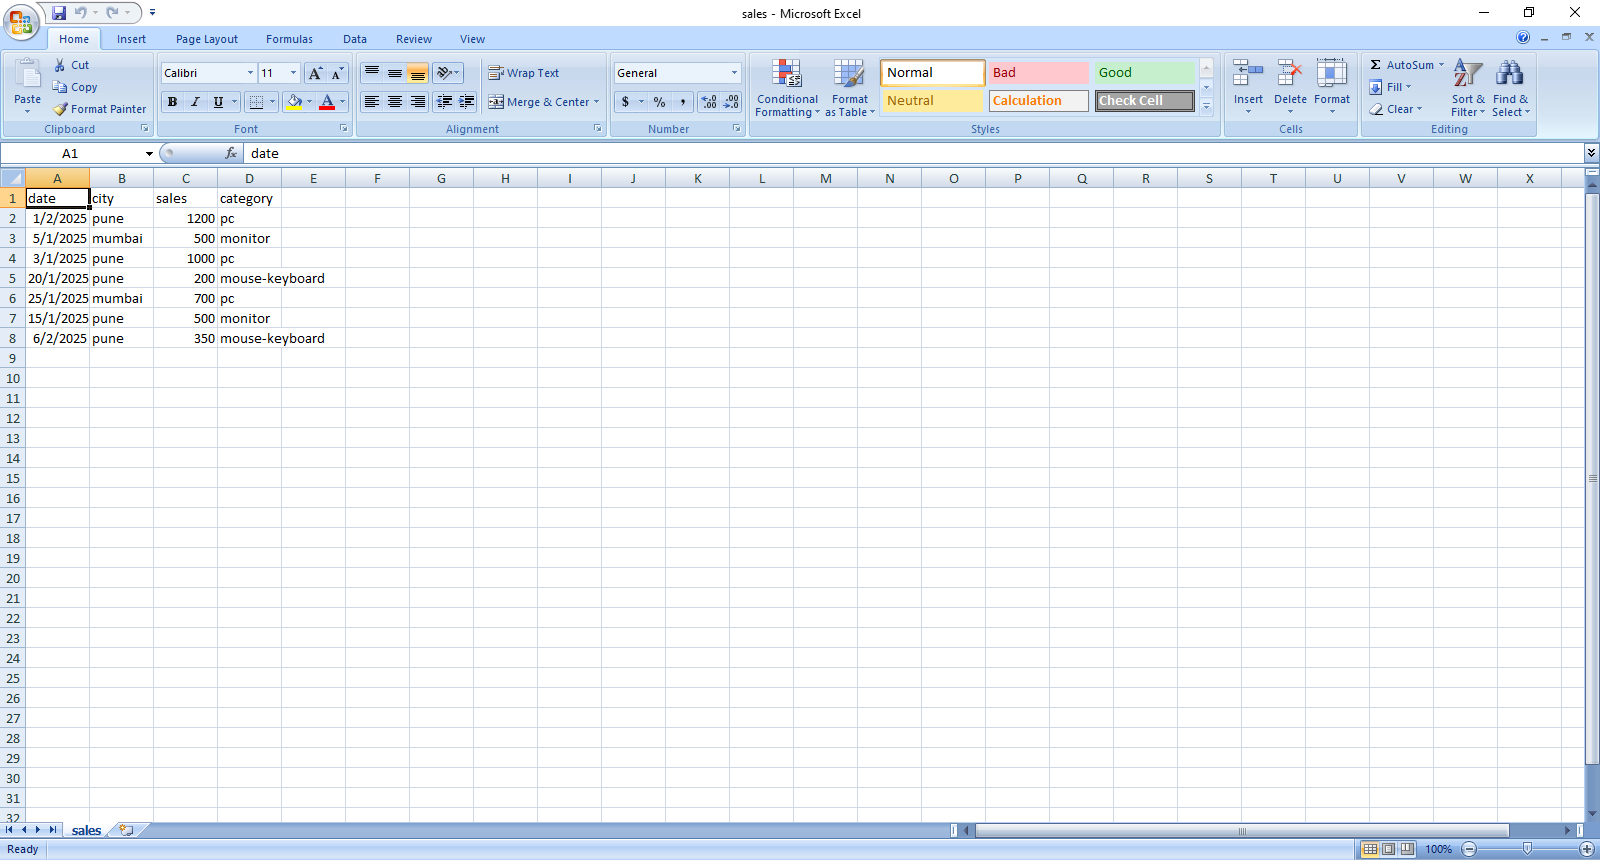 sales - Microsoft Excel
Home Insert Page Layout Formulas Data Review View
Paste
Cut
Copy
Format Painter
Clipboard
Calibri 11
B I U
Font
Wrap Text
Merge & Center
Alignment
General
$ % ,
Number
Conditional Formatting
Format as Table
Normal Bad Good
Neutral Calculation Check Cell
Styles
Insert Delete Format
Cells
Σ AutoSum
Fill
Clear
Sort & Filter
Find & Select
Editing
A1 fx date
A B C D E F G H I J K L M N O P Q R S T U V W X
1 date city sales category
2 1/2/2025 pune 1200 pc
3 5/1/2025 mumbai 500 monitor
4 3/1/2025 pune 1000 pc
5 20/1/2025 pune 200 mouse-keyboard
6 25/1/2025 mumbai 700 pc
7 15/1/2025 pune 500 monitor
8 6/2/2025 pune 350 mouse-keyboard
9
10
11
12
13
14
15
16
17
18
19
20
21
22
23
24
25
26
27
28
29
30
31
32
sales
Ready 100%